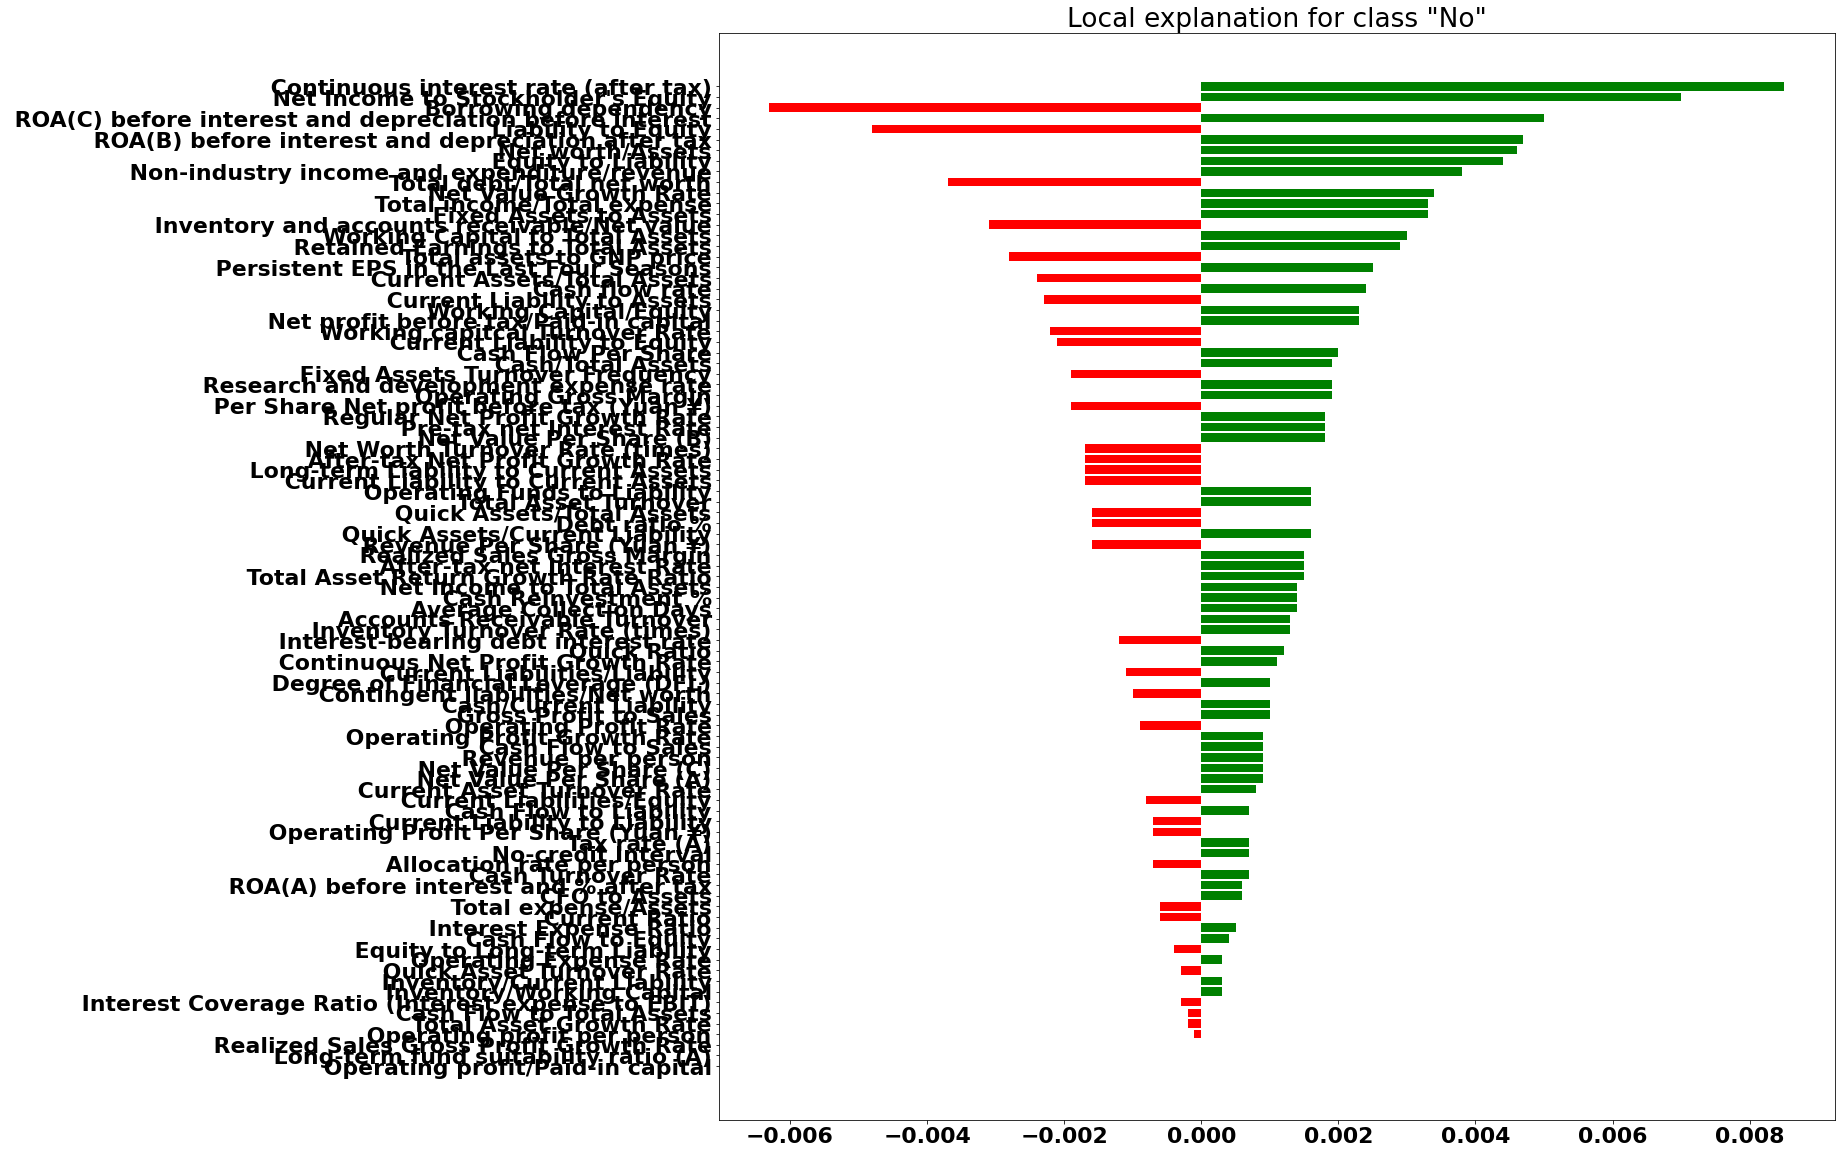 Local explanation for class "No"
Continuous interest rate (after tax)
Net Income to Stockholder's Equity
Borrowing dependency
ROA(C) before interest and depreciation before interest
Liability to Equity
ROA(B) before interest and depreciation after tax
Net worth/Assets
Equity to Liability
Non-industry income and expenditure/revenue
Total debt/Total net worth
Net Value Growth Rate
Total income/Total expense
Fixed Assets to Assets
Inventory and accounts receivable/Net value
Working Capital to Total Assets
Retained Earnings to Total Assets
Total assets to GNP price
Persistent EPS in the Last Four Seasons
Current Assets/Total Assets
Cash flow rate
Current Liability to Assets
Working Capital/Equity
Net profit before tax/Paid-in capital
Working capitcal Turnover Rate
Current Liability to Equity
Cash Flow Per Share
Cash/Total Assets
Fixed Assets Turnover Frequency
Research and development expense rate
Operating Gross Margin
Per Share Net profit before tax (Yuan ¥)
Regular Net Profit Growth Rate
Pre-tax net Interest Rate
Net Value Per Share (B)
Net Worth Turnover Rate (times)
After-tax Net Profit Growth Rate
Long-term Liability to Current Assets
Current Liability to Current Assets
Operating Funds to Liability
Total Asset Turnover
Quick Assets/Total Assets
Debt ratio %
Quick Assets/Current Liability
Revenue Per Share (Yuan ¥)
Realized Sales Gross Margin
After-tax net Interest Rate
Total Asset Return Growth Rate Ratio
Net Income to Total Assets
Cash Reinvestment %
Average Collection Days
Accounts Receivable Turnover
Inventory Turnover Rate (times)
Interest-bearing debt interest rate
Quick Ratio
Continuous Net Profit Growth Rate
Current Liabilities/Liability
Degree of Financial Leverage (DFL)
Contingent liabilities/Net worth
Cash/Current Liability
Gross Profit to Sales
Operating Profit Rate
Operating Profit Growth Rate
Cash Flow to Sales
Revenue per person
Net Value Per Share (C)
Net Value Per Share (A)
Current Asset Turnover Rate
Current Liabilities/Equity
Cash Flow to Liability
Current Liability to Liability
Operating Profit Per Share (Yuan ¥)
Tax rate (A)
No-credit Interval
Allocation rate per person
Cash Turnover Rate
ROA(A) before interest and % after tax
CFO to Assets
Total expense/Assets
Current Ratio
Interest Expense Ratio
Cash Flow to Equity
Equity to Long-term Liability
Operating Expense Rate
Quick Asset Turnover Rate
Inventory/Current Liability
Inventory/Working Capital
Interest Coverage Ratio (Interest expense to EBIT)
Cash Flow to Total Assets
Total Asset Growth Rate
Operating profit per person
Realized Sales Gross Profit Growth Rate
Long-term fund suitability ratio (A)
Operating profit/Paid-in capital
−0.006 −0.004 −0.002 0.000 0.002 0.004 0.006 0.008